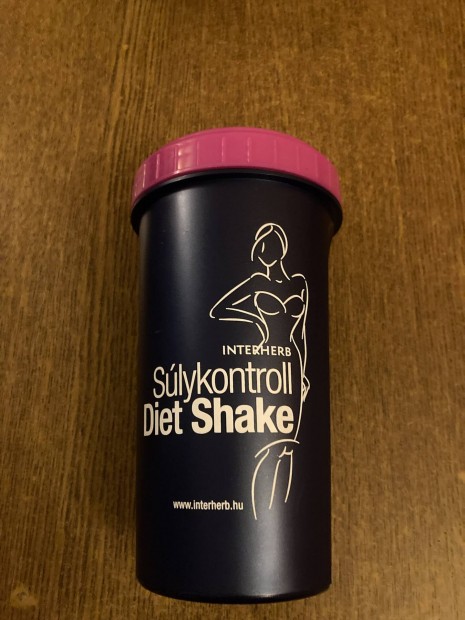 INTERHERB
Súlykontroll
Diet Shake
www.interherb.hu